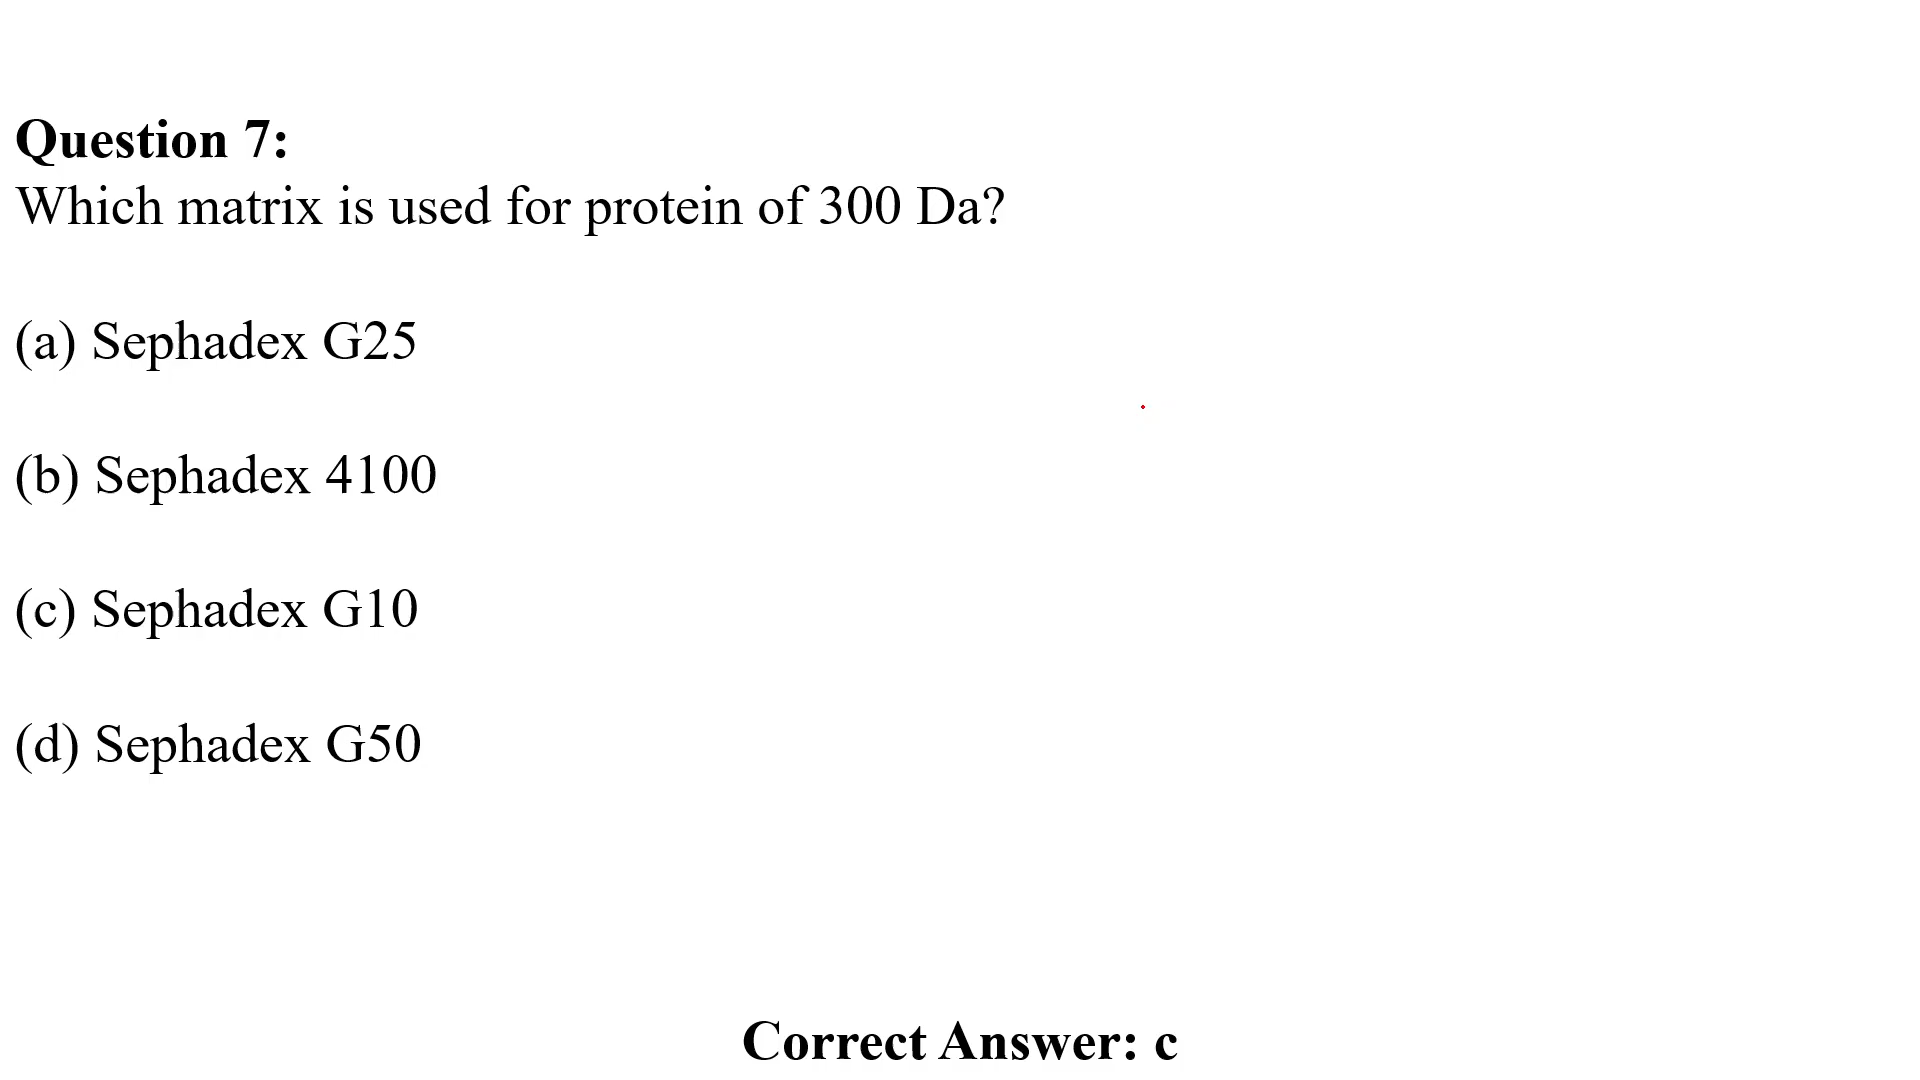 Question 7:
Which matrix is used for protein of 300 Da?
(a) Sephadex G25
(b) Sephadex 4100
(c) Sephadex G10
(d) Sephadex G50
Correct Answer: c